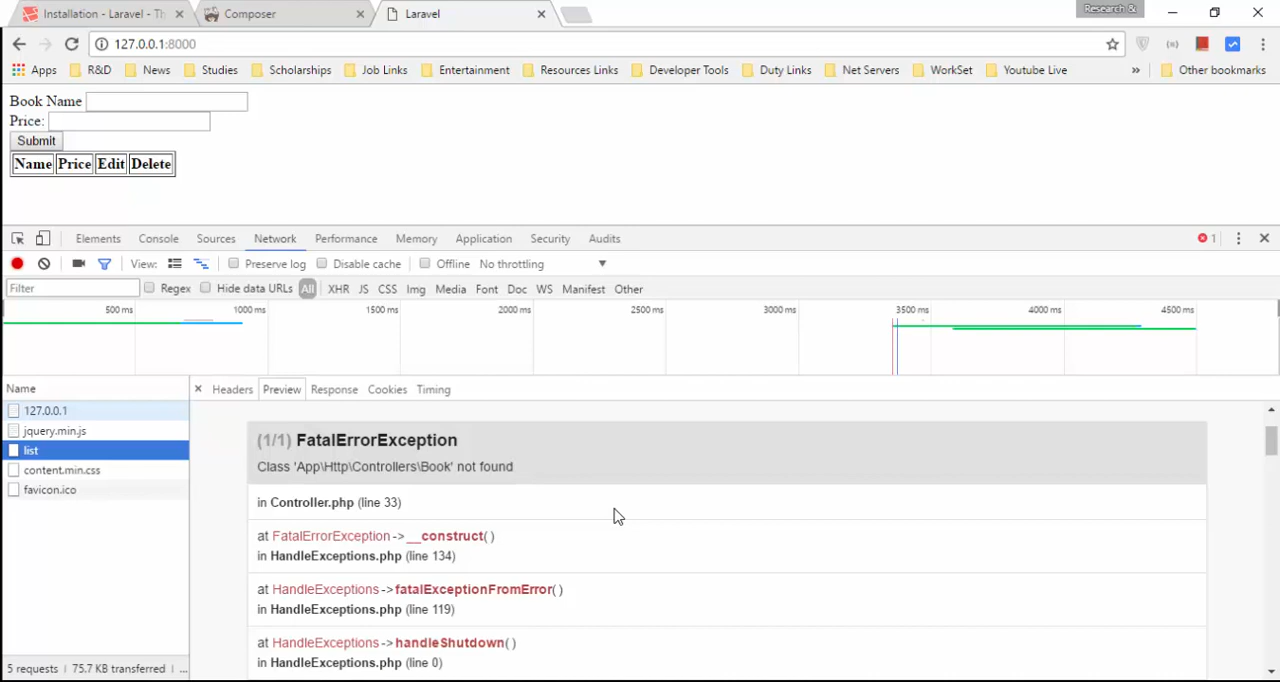 Installation - Laravel - Th
Composer
Laravel
Research &
127.0.0.1:8000
Apps R&D News Studies Scholarships Job Links Entertainment Resources Links Developer Tools Duty Links Net Servers WorkSet Youtube Live » Other bookmarks
Book Name
Price:
Submit
Name Price Edit Delete
Elements Console Sources Network Performance Memory Application Security Audits 1
View: Preserve log Disable cache Offline No throttling
Filter Regex Hide data URLs All XHR JS CSS Img Media Font Doc WS Manifest Other
500 ms 1000 ms 1500 ms 2000 ms 2500 ms 3000 ms 3500 ms 4000 ms 4500 ms
Name × Headers Preview Response Cookies Timing
127.0.0.1
jquery.min.js
list
content.min.css
favicon.ico
(1/1) FatalErrorException
Class 'App\Http\Controllers\Book' not found
in Controller.php (line 33)
at FatalErrorException->__construct()
in HandleExceptions.php (line 134)
at HandleExceptions->fatalExceptionFromError()
in HandleExceptions.php (line 119)
at HandleExceptions->handleShutdown()
in HandleExceptions.php (line 0)
5 requests | 75.7 KB transferred | ...